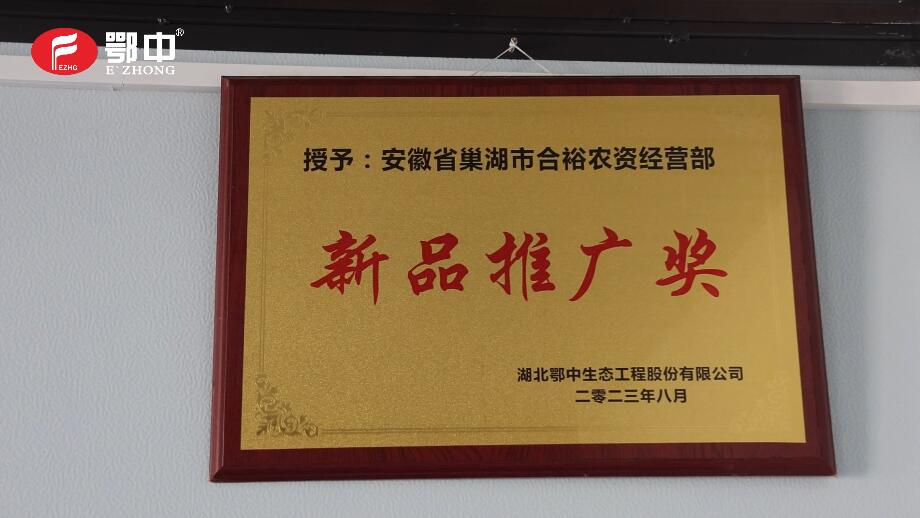 鄂中®
EZHG
E`ZHONG
授予：安徽省巢湖市合裕农资经营部
新品推广奖
湖北鄂中生态工程股份有限公司
二零二三年八月